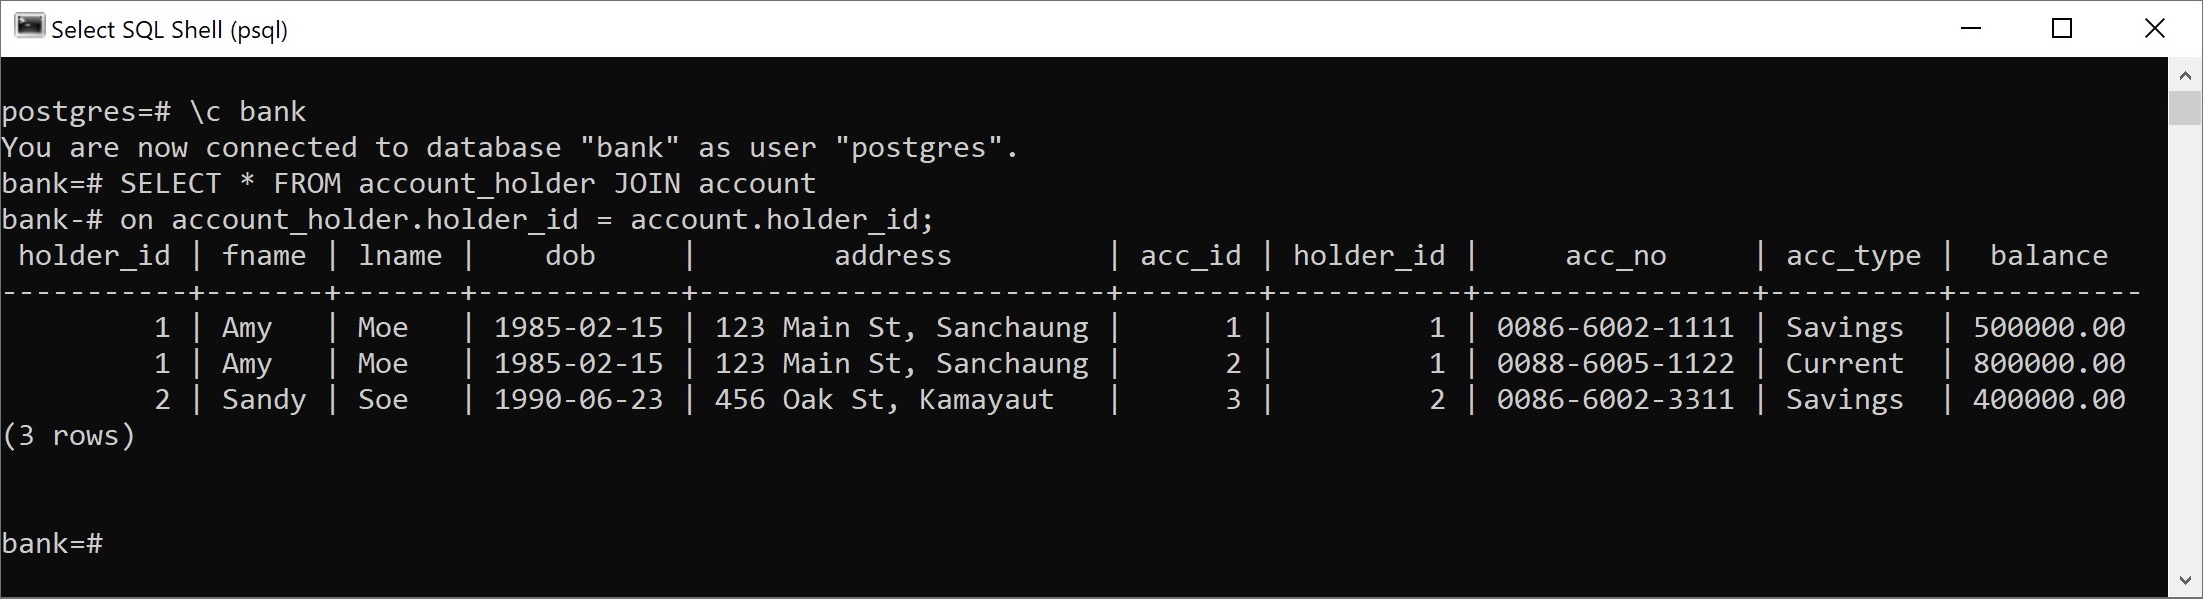 Select SQL Shell (psql)
postgres=# \c bank
You are now connected to database "bank" as user "postgres".
bank=# SELECT * FROM account_holder JOIN account
bank-# on account_holder.holder_id = account.holder_id;
 holder_id | fname | lname |    dob     |        address         | acc_id | holder_id |     acc_no     | acc_type |  balance
-----------+-------+-------+------------+------------------------+--------+-----------+----------------+----------+-----------
         1 | Amy   | Moe   | 1985-02-15 | 123 Main St, Sanchaung |      1 |         1 | 0086-6002-1111 | Savings  | 500000.00
         1 | Amy   | Moe   | 1985-02-15 | 123 Main St, Sanchaung |      2 |         1 | 0088-6005-1122 | Current  | 800000.00
         2 | Sandy | Soe   | 1990-06-23 | 456 Oak St, Kamayaut   |      3 |         2 | 0086-6002-3311 | Savings  | 400000.00
(3 rows)
bank=#